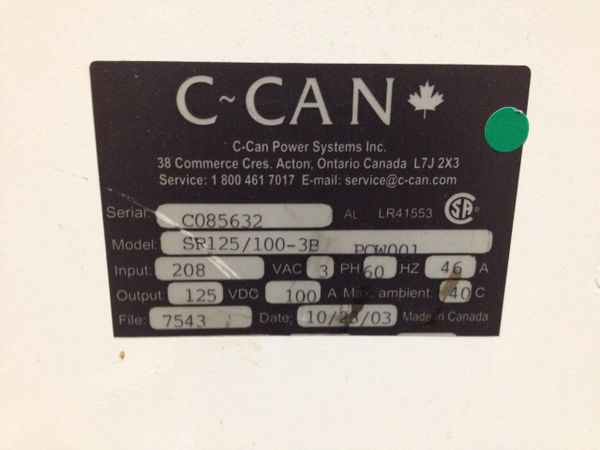 C~CAN
C-Can Power Systems Inc.
38 Commerce Cres. Acton, Ontario Canada L7J 2X3
Service: 1 800 461 7017 E-mail: service@c-can.com
Serial: C085632 AL LR41553 SA
Model: SR125/100-3B POW001
Input: 208 VAC 3 PH 60 HZ 46 A
Output: 125 VDC 100 A Max. ambient: 40 C
File: 7543 Date: 10/23/03 Made in Canada